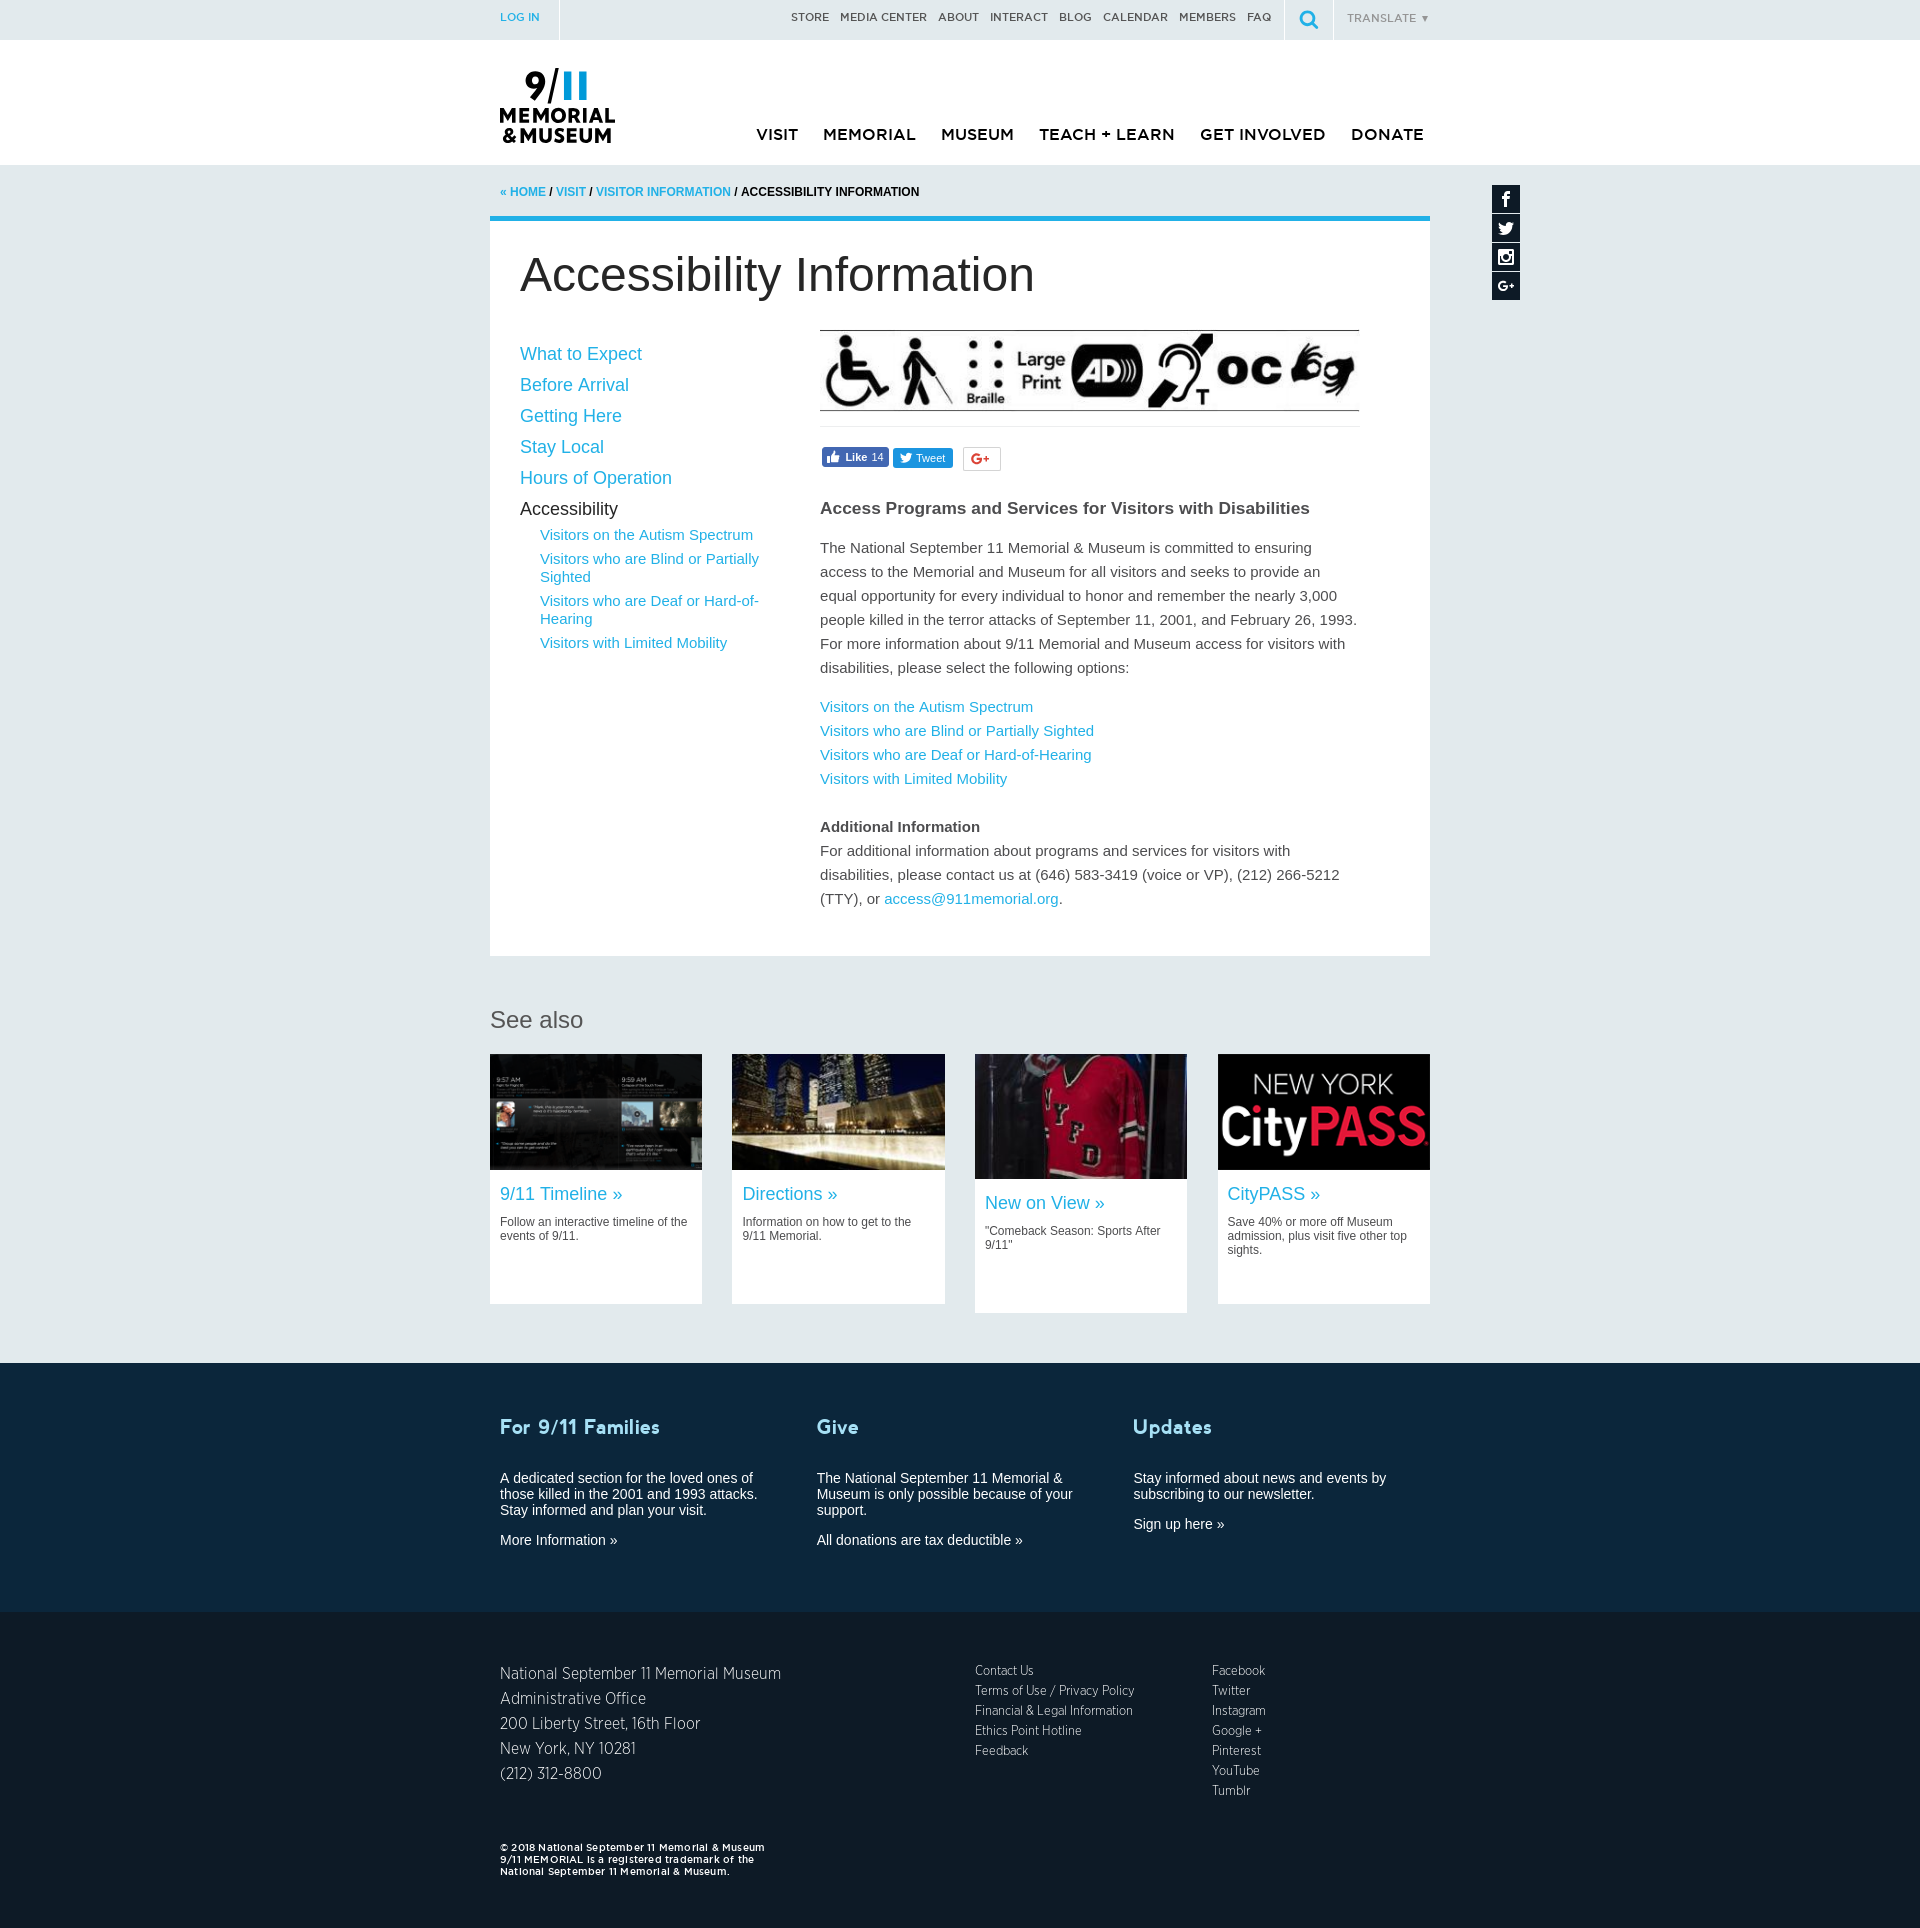 LOG IN
STORE MEDIA CENTER ABOUT INTERACT BLOG CALENDAR MEMBERS FAQ
TRANSLATE ▼
9/11
MEMORIAL
&MUSEUM
VISIT MEMORIAL MUSEUM TEACH + LEARN GET INVOLVED DONATE
« HOME / VISIT / VISITOR INFORMATION / ACCESSIBILITY INFORMATION
Accessibility Information
What to Expect
Before Arrival
Getting Here
Stay Local
Hours of Operation
Accessibility
Visitors on the Autism Spectrum
Visitors who are Blind or Partially
Sighted
Visitors who are Deaf or Hard-of-
Hearing
Visitors with Limited Mobility
Braille
Large
Print
AD
T
OC
Like 14
Tweet
G+
Access Programs and Services for Visitors with Disabilities
The National September 11 Memorial & Museum is committed to ensuring
access to the Memorial and Museum for all visitors and seeks to provide an
equal opportunity for every individual to honor and remember the nearly 3,000
people killed in the terror attacks of September 11, 2001, and February 26, 1993.
For more information about 9/11 Memorial and Museum access for visitors with
disabilities, please select the following options:
Visitors on the Autism Spectrum
Visitors who are Blind or Partially Sighted
Visitors who are Deaf or Hard-of-Hearing
Visitors with Limited Mobility
Additional Information
For additional information about programs and services for visitors with
disabilities, please contact us at (646) 583-3419 (voice or VP), (212) 266-5212
(TTY), or access@911memorial.org.
See also
9:57 AM
9:59 AM
9/11 Timeline »
Follow an interactive timeline of the
events of 9/11.
Directions »
Information on how to get to the
9/11 Memorial.
New on View »
"Comeback Season: Sports After
9/11"
NEW YORK
CityPASS
CityPASS »
Save 40% or more off Museum
admission, plus visit five other top
sights.
For 9/11 Families
A dedicated section for the loved ones of
those killed in the 2001 and 1993 attacks.
Stay informed and plan your visit.
More Information »
Give
The National September 11 Memorial &
Museum is only possible because of your
support.
All donations are tax deductible »
Updates
Stay informed about news and events by
subscribing to our newsletter.
Sign up here »
National September 11 Memorial Museum
Administrative Office
200 Liberty Street, 16th Floor
New York, NY 10281
(212) 312-8800
Contact Us
Terms of Use / Privacy Policy
Financial & Legal Information
Ethics Point Hotline
Feedback
Facebook
Twitter
Instagram
Google +
Pinterest
YouTube
Tumblr
© 2018 National September 11 Memorial & Museum
9/11 MEMORIAL is a registered trademark of the
National September 11 Memorial & Museum.